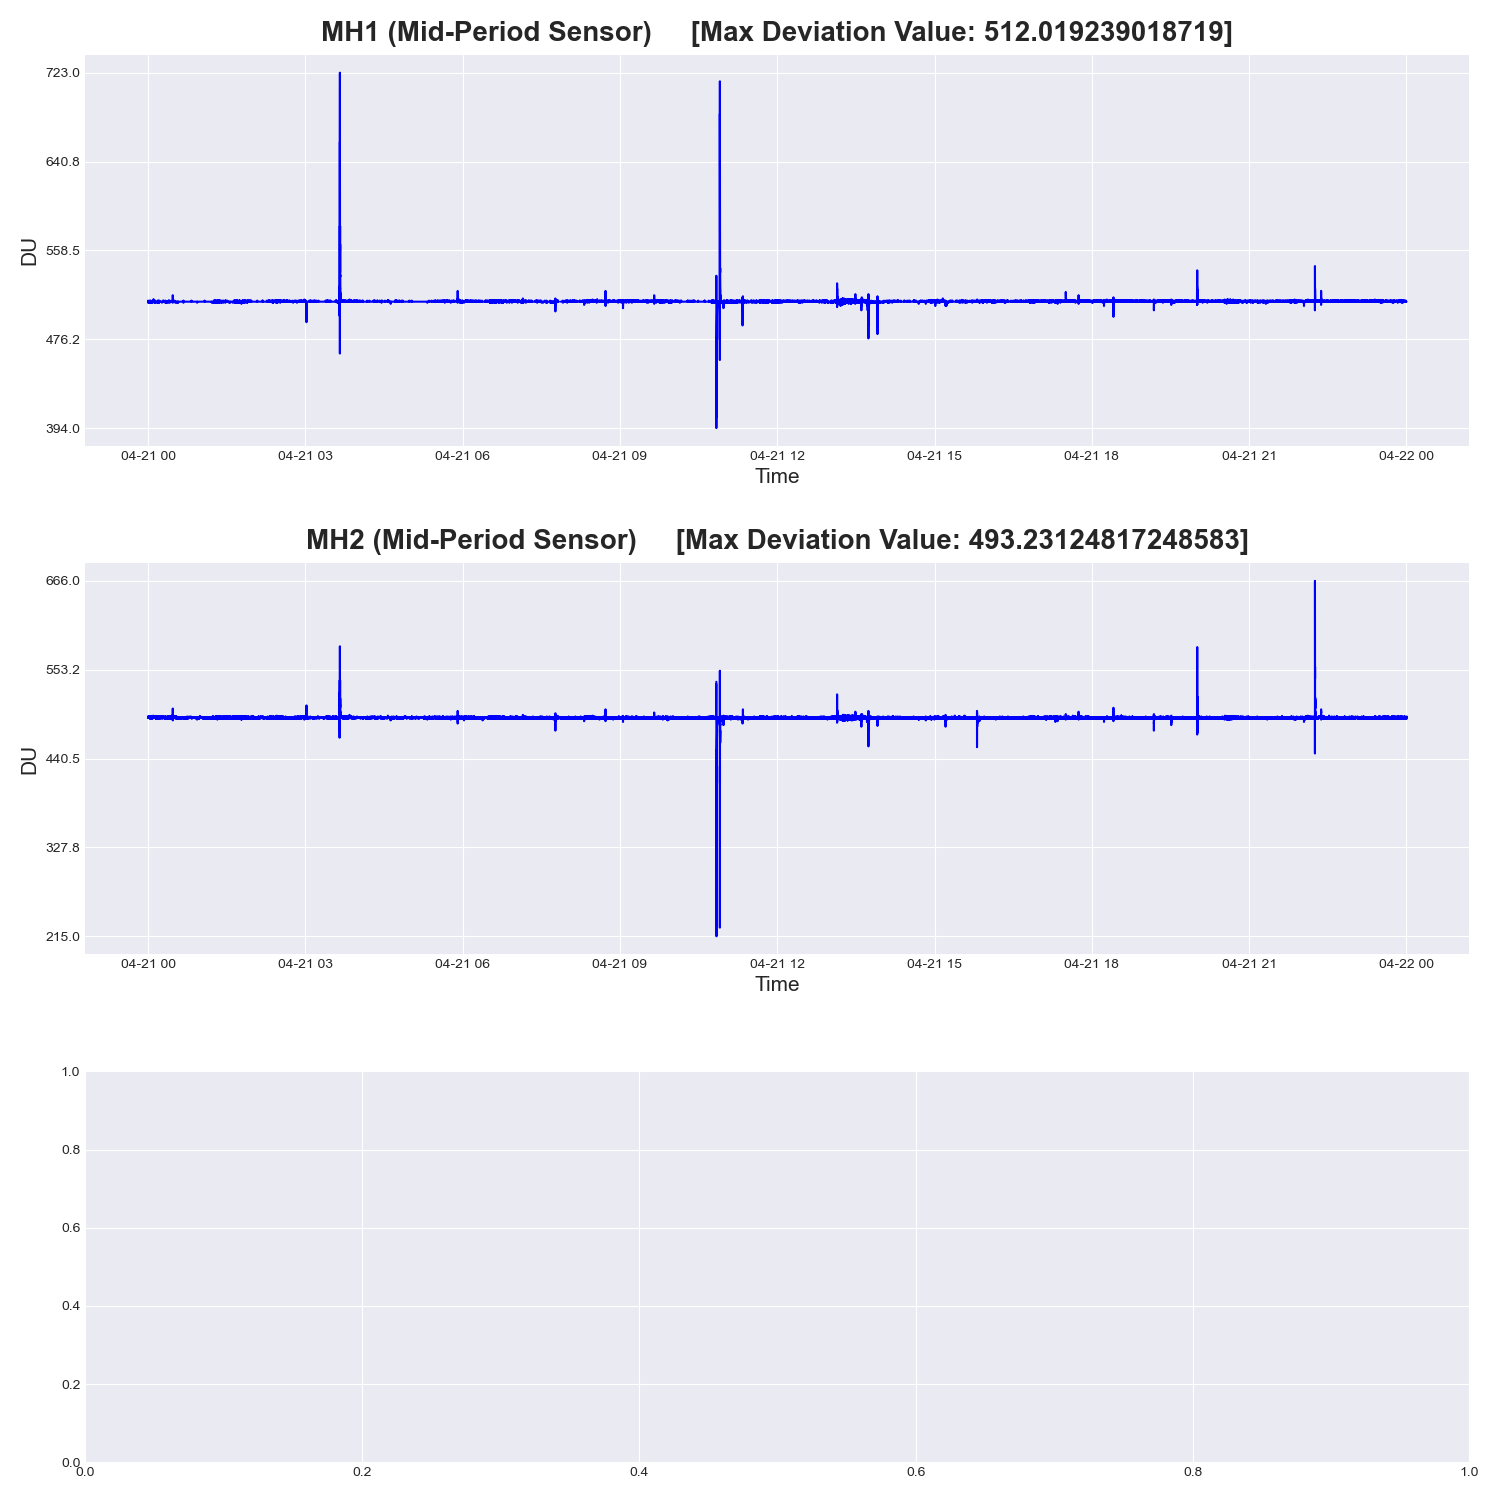 MH1 (Mid-Period Sensor) [Max Deviation Value: 512.019239018719]
DU
723.0
640.8
558.5
476.2
394.0
04-21 00 04-21 03 04-21 06 04-21 09 04-21 12 04-21 15 04-21 18 04-21 21 04-22 00
Time
MH2 (Mid-Period Sensor) [Max Deviation Value: 493.23124817248583]
DU
666.0
553.2
440.5
327.8
215.0
04-21 00 04-21 03 04-21 06 04-21 09 04-21 12 04-21 15 04-21 18 04-21 21 04-22 00
Time
1.0
0.8
0.6
0.4
0.2
0.0
0.0 0.2 0.4 0.6 0.8 1.0